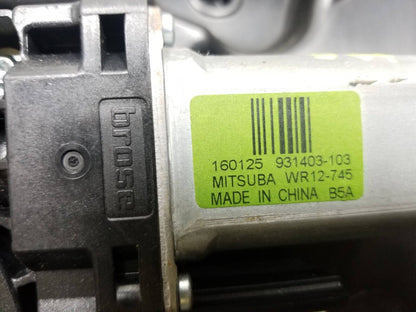 brose
160125 931403-103
MITSUBA WR12-745
MADE IN CHINA B5A